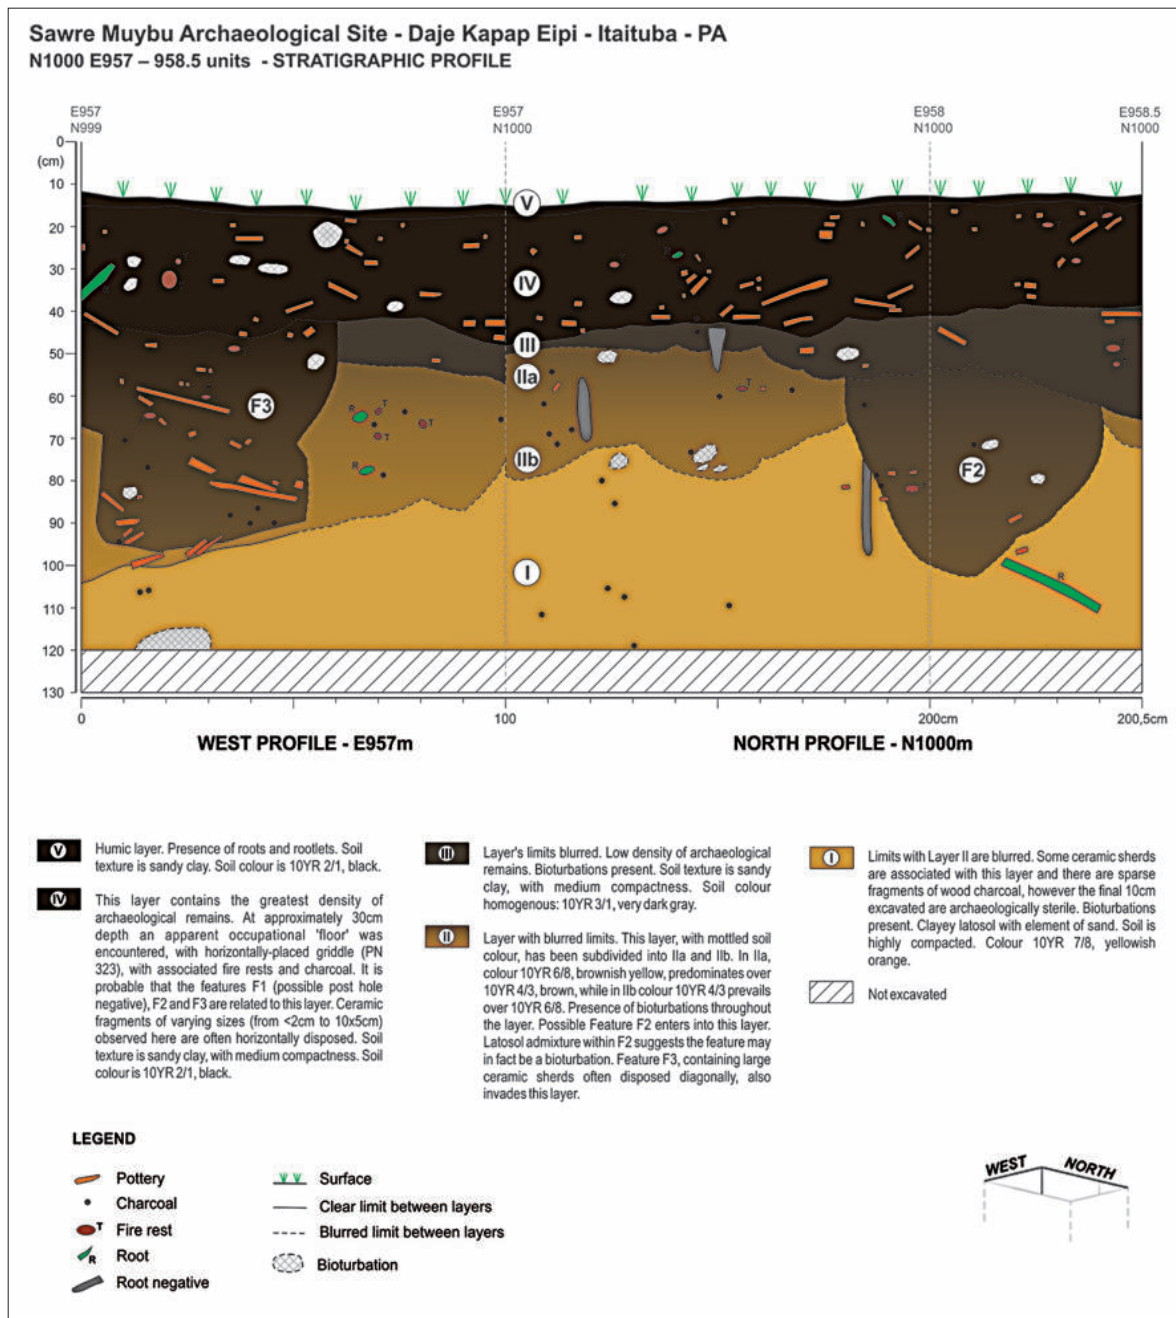 Sawre Muybu Archaeological Site - Daje Kapap Eipi - Itaituba - PA
N1000 E957 – 958.5 units - STRATIGRAPHIC PROFILE
E957
N999
E957
N1000
E958
N1000
E958.5
N1000
0
(cm)
10
20
30
40
50
60
70
80
90
100
110
120
130
V
IV
III
IIa
IIb
I
F3
F2
R
T
T
T
R
T
R
0
100
200cm
200,5cm
WEST PROFILE - E957m
NORTH PROFILE - N1000m
V
Humic layer. Presence of roots and rootlets. Soil
texture is sandy clay. Soil colour is 10YR 2/1, black.
IV
This layer contains the greatest density of
archaeological remains. At approximately 30cm
depth an apparent occupational 'floor' was
encountered, with horizontally-placed griddle (PN
323), with associated fire rests and charcoal. It is
probable that the features F1 (possible post hole
negative), F2 and F3 are related to this layer. Ceramic
fragments of varying sizes (from <2cm to 10x5cm)
observed here are often horizontally disposed. Soil
texture is sandy clay, with medium compactness. Soil
colour is 10YR 2/1, black.
III
Layer's limits blurred. Low density of archaeological
remains. Bioturbations present. Soil texture is sandy
clay, with medium compactness. Soil colour
homogenous: 10YR 3/1, very dark gray.
II
Layer with blurred limits. This layer, with mottled soil
colour, has been subdivided into IIa and IIb. In IIa,
colour 10YR 6/8, brownish yellow, predominates over
10YR 4/3, brown, while in IIb colour 10YR 4/3 prevails
over 10YR 6/8. Presence of bioturbations throughout
the layer. Possible Feature F2 enters into this layer.
Latosol admixture within F2 suggests the feature may
in fact be a bioturbation. Feature F3, containing large
ceramic sherds often disposed diagonally, also
invades this layer.
I
Limits with Layer II are blurred. Some ceramic sherds
are associated with this layer and there are sparse
fragments of wood charcoal, however the final 10cm
excavated are archaeologically sterile. Bioturbations
present. Clayey latosol with element of sand. Soil is
highly compacted. Colour 10YR 7/8, yellowish
orange.
Not excavated
LEGEND
Pottery
Charcoal
T
Fire rest
R
Root
Root negative
Surface
Clear limit between layers
Blurred limit between layers
Bioturbation
WEST
NORTH